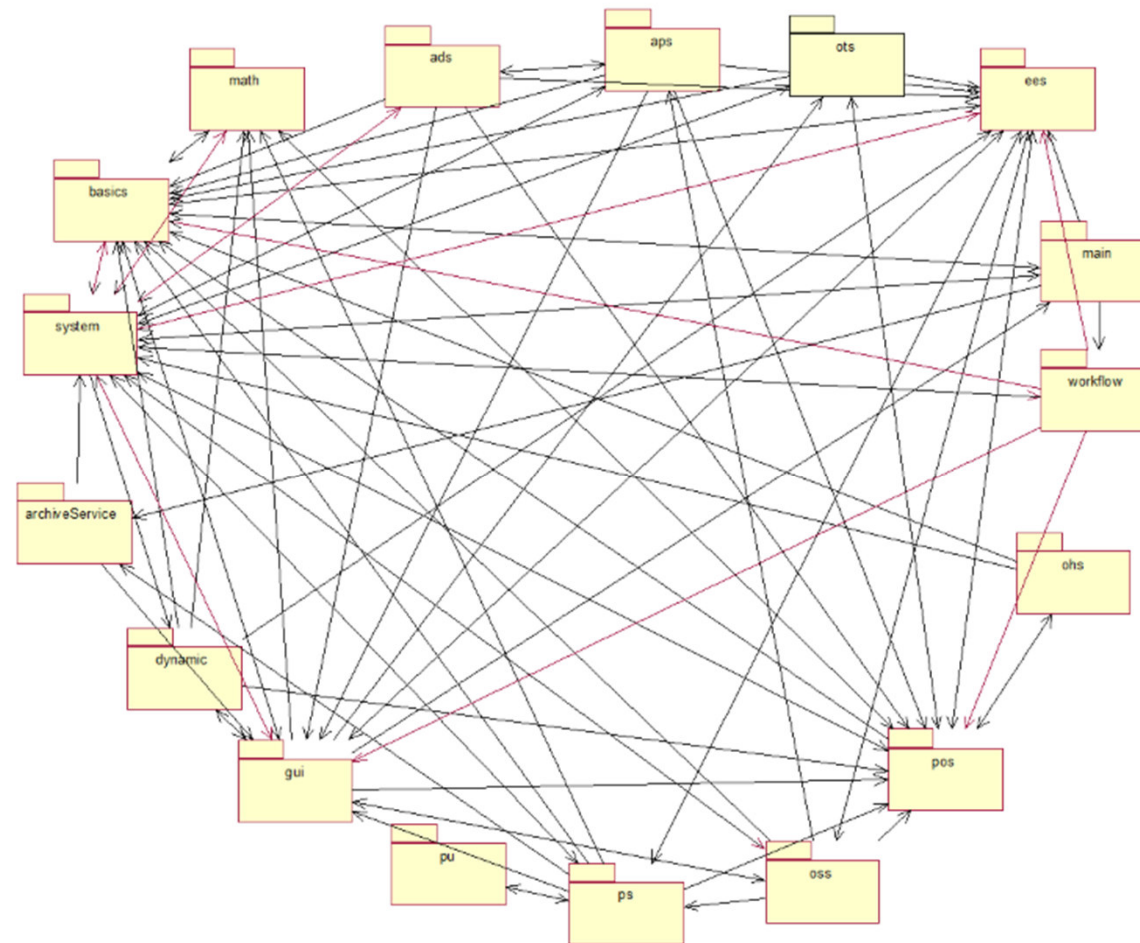 aps
ots
ads
math
ees
basics
main
system
workflow
archiveService
ohs
dynamic
gui
pos
pu
oss
ps